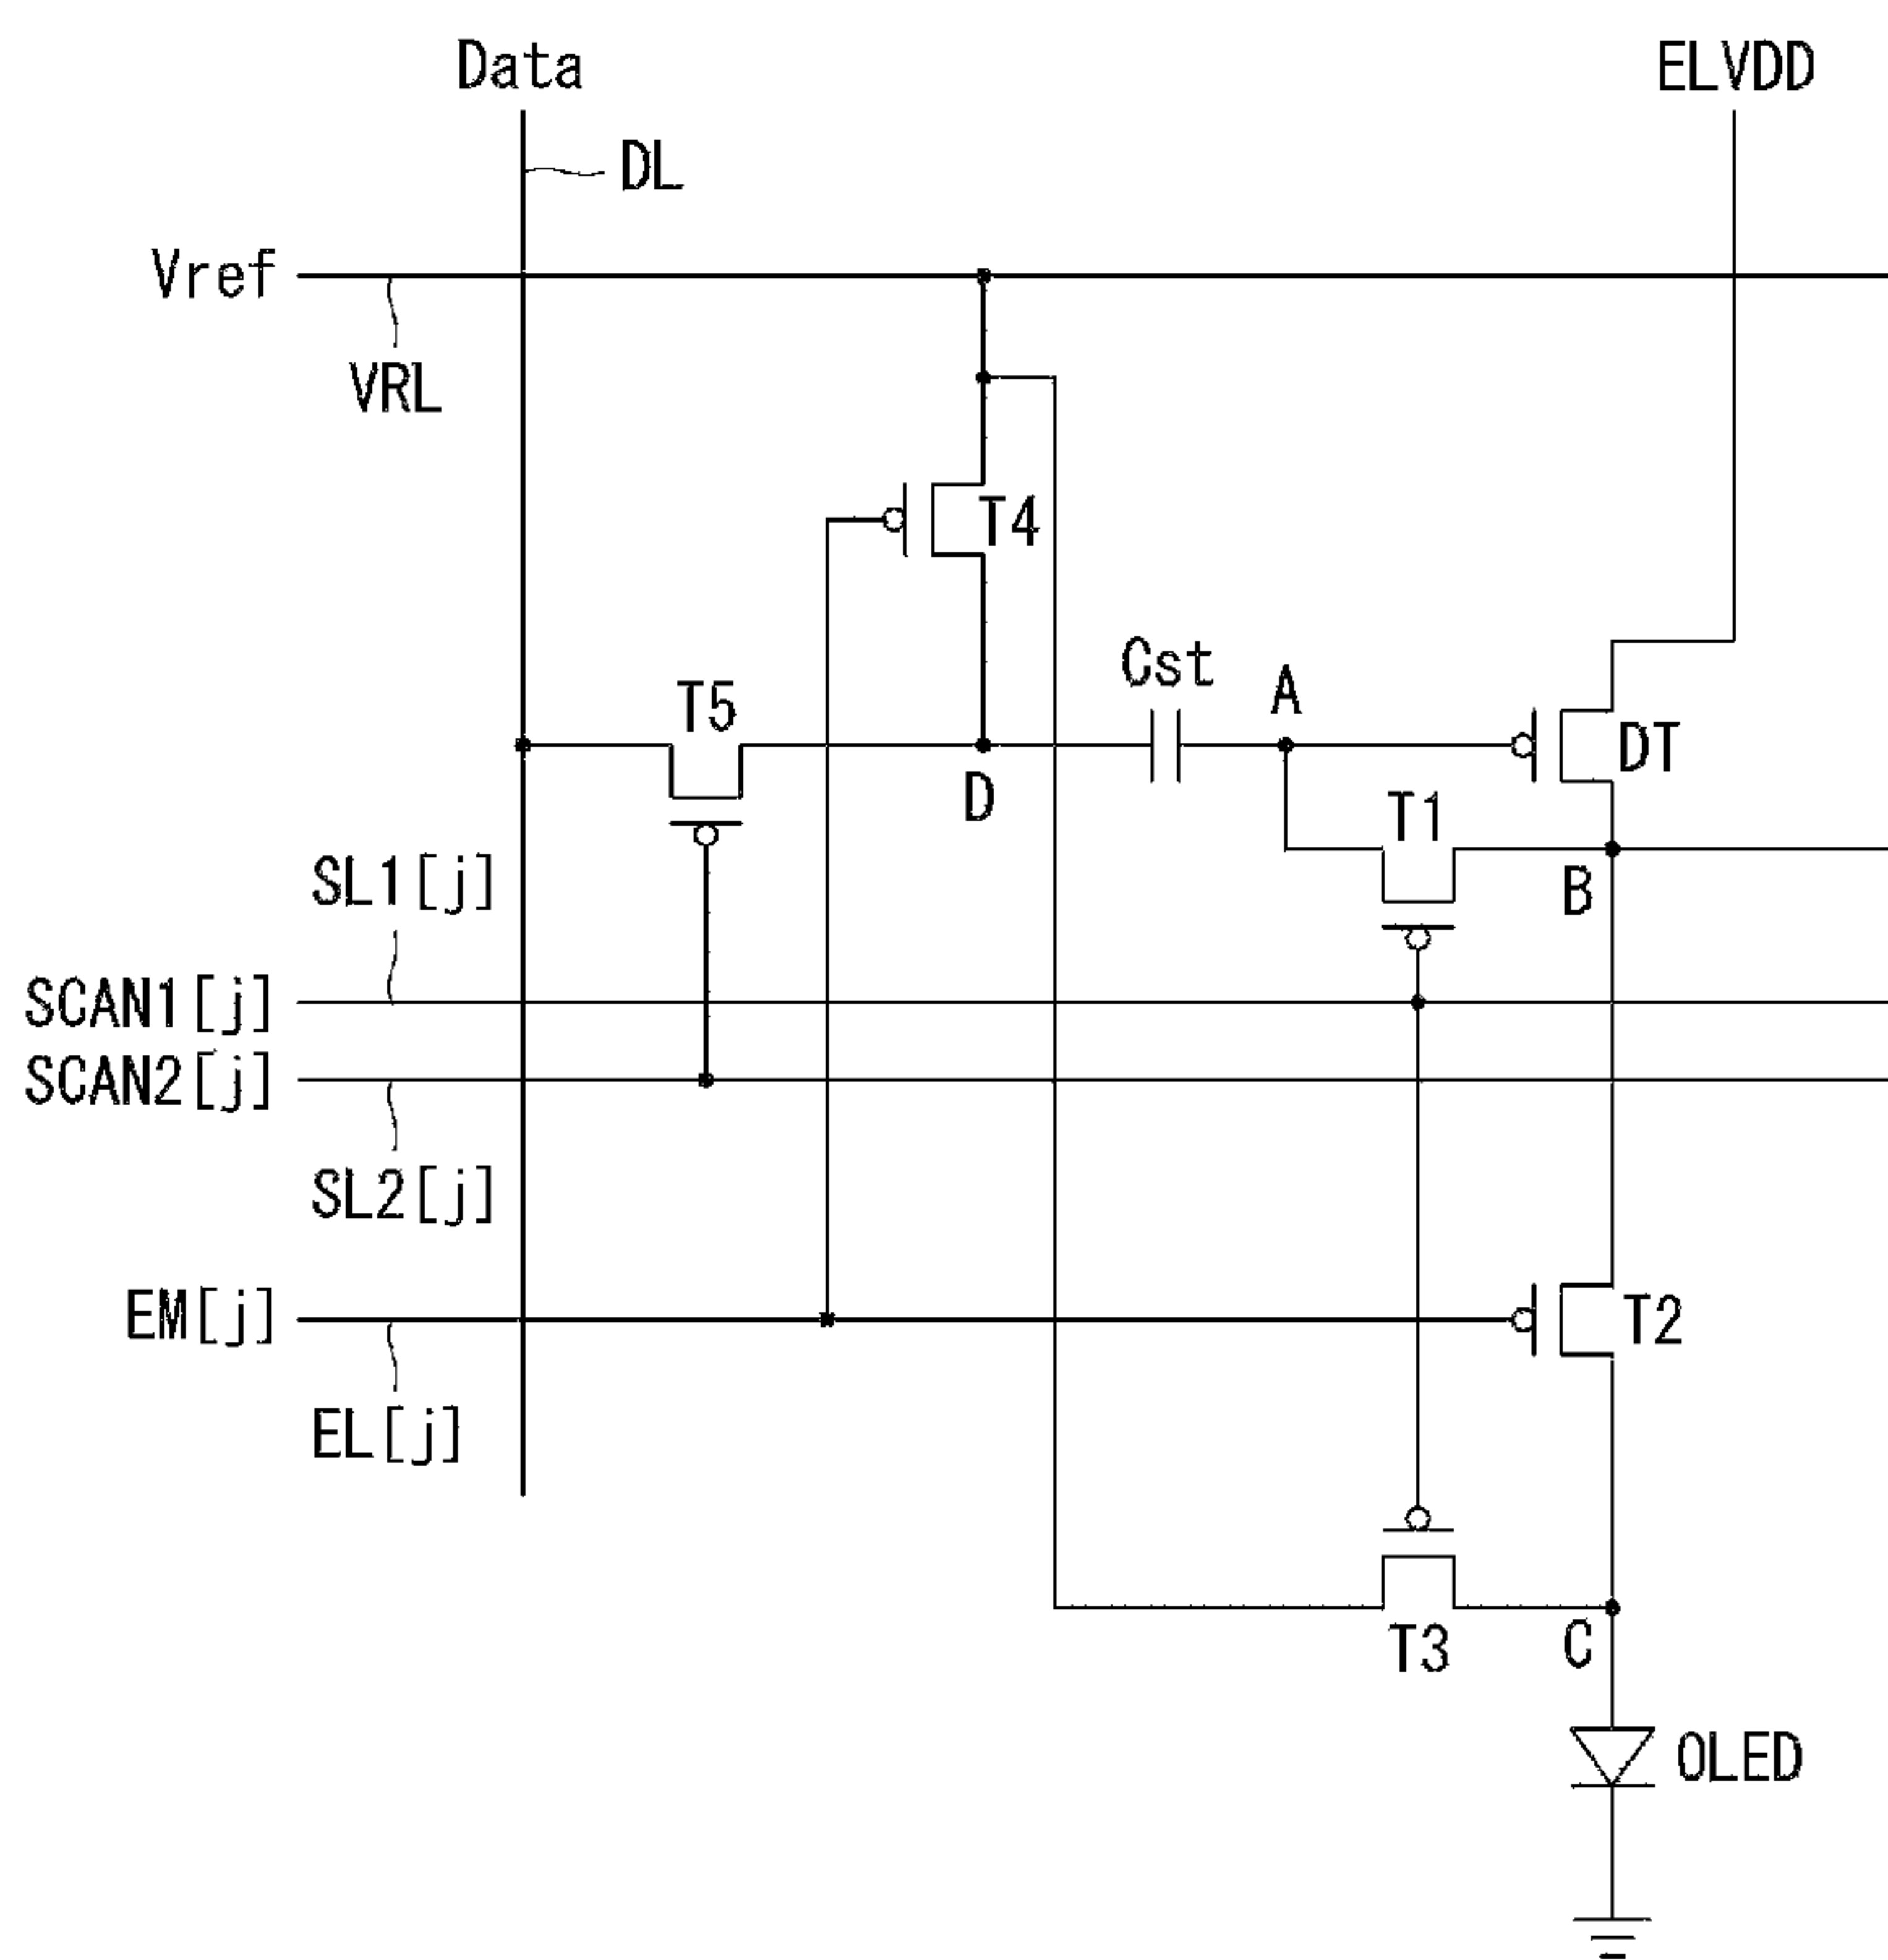 Data
ELVDD
DL
Vref
VRL
T4
Cst
A
T5
DT
D
T1
SL1[j]
B
SCAN1[j]
SCAN2[j]
SL2[j]
EM[j]
T2
EL[j]
T3
C
OLED